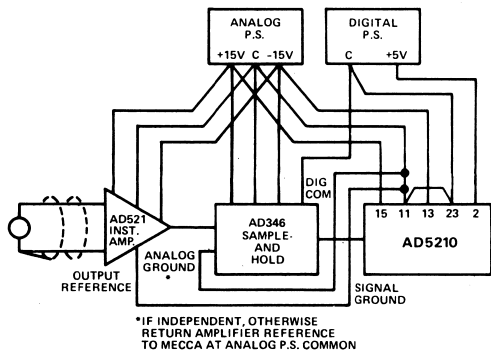 ANALOG
P.S.
+15V C -15V
DIGITAL
P.S.
C +5V
DIG
COM
15 11 13 23 2
AD5210
AD521
INST.
AMP.
AD346
SAMPLE-
AND
HOLD
ANALOG
GROUND
*
OUTPUT
REFERENCE
SIGNAL
GROUND
*IF INDEPENDENT, OTHERWISE
RETURN AMPLIFIER REFERENCE
TO MECCA AT ANALOG P.S. COMMON